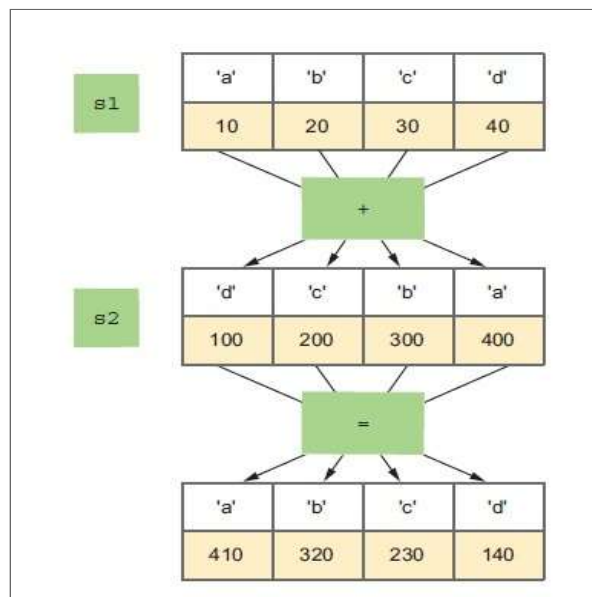 s1
'a' 'b' 'c' 'd'
10 20 30 40
+
s2
'd' 'c' 'b' 'a'
100 200 300 400
=
'a' 'b' 'c' 'd'
410 320 230 140